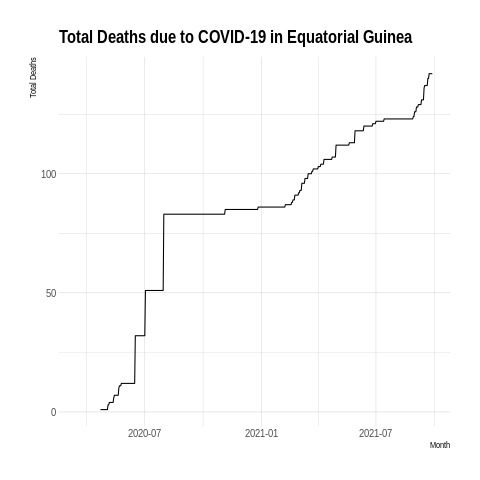 Total Deaths due to COVID-19 in Equatorial Guinea
Total Deaths
100
50
0
2020-07
2021-01
2021-07
Month